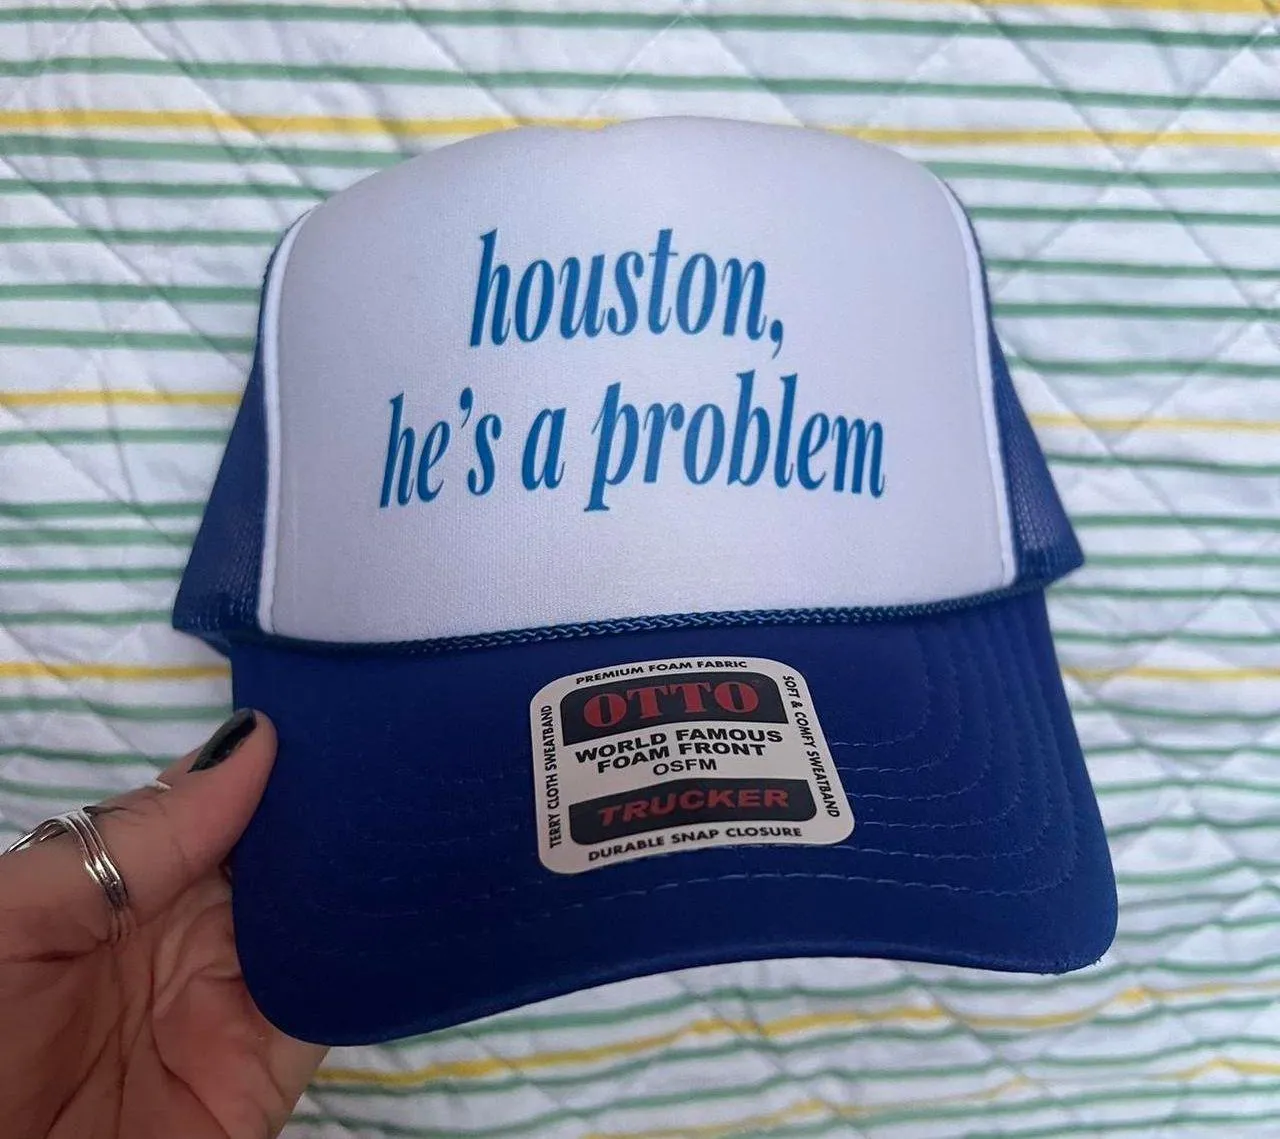 houston,
he's a problem
PREMIUM FOAM FABRIC
OTTO
WORLD FAMOUS
FOAM FRONT
OSFM
TRUCKER
DURABLE SNAP CLOSURE
TERRY CLOTH SWEATBAND
SOFT & COMFY SWEATBAND